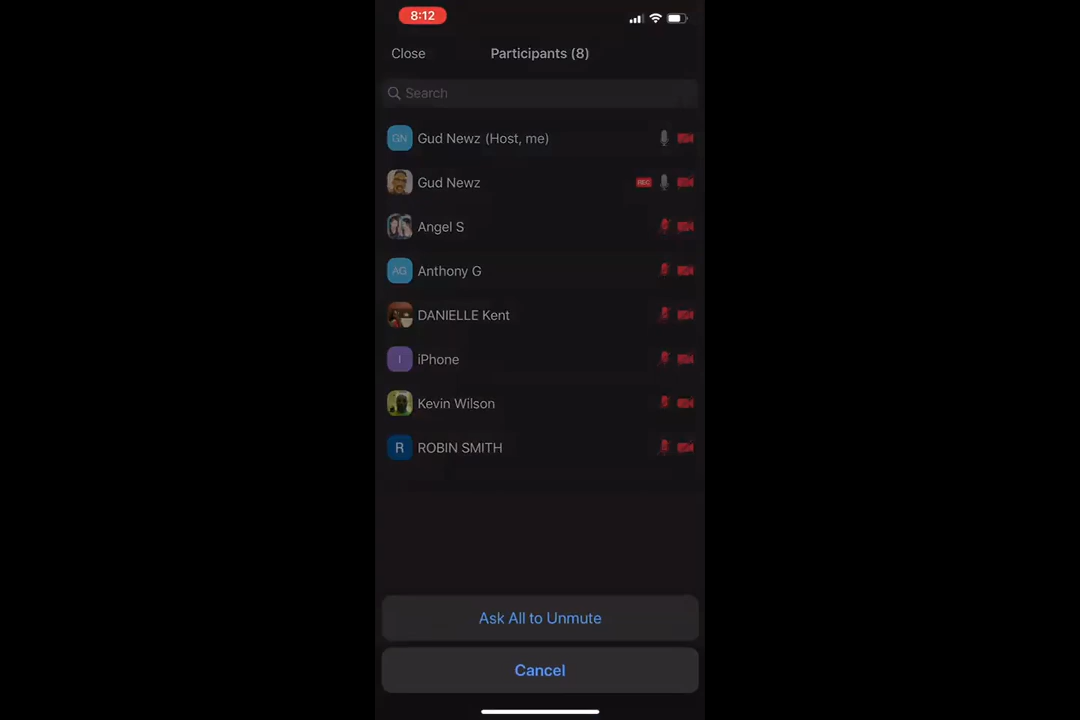 8:12
Close Participants (8)
Search
GN Gud Newz (Host, me)
Gud Newz REC
Angel S
AG Anthony G
DANIELLE Kent
I iPhone
Kevin Wilson
R ROBIN SMITH
Ask All to Unmute
Cancel